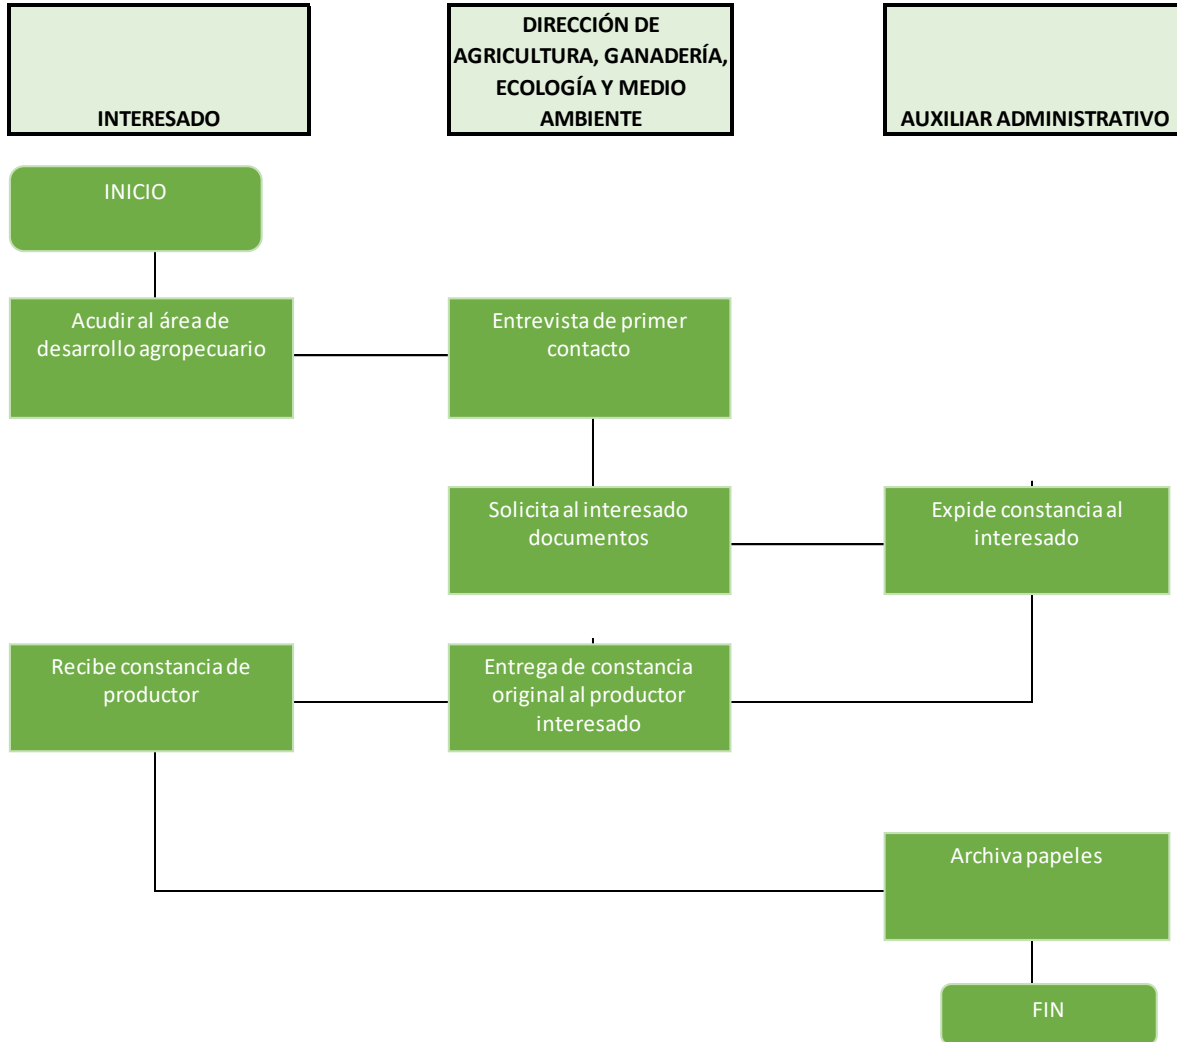 INTERESADO
DIRECCIÓN DE
AGRICULTURA, GANADERÍA,
ECOLOGÍA Y MEDIO
AMBIENTE
AUXILIAR ADMINISTRATIVO
INICIO
Acudir al área de
desarrollo agropecuario
Entrevista de primer
contacto
Solicita al interesado
documentos
Expide constancia al
interesado
Recibe constancia de
productor
Entrega de constancia
original al productor
interesado
Archiva papeles
FIN